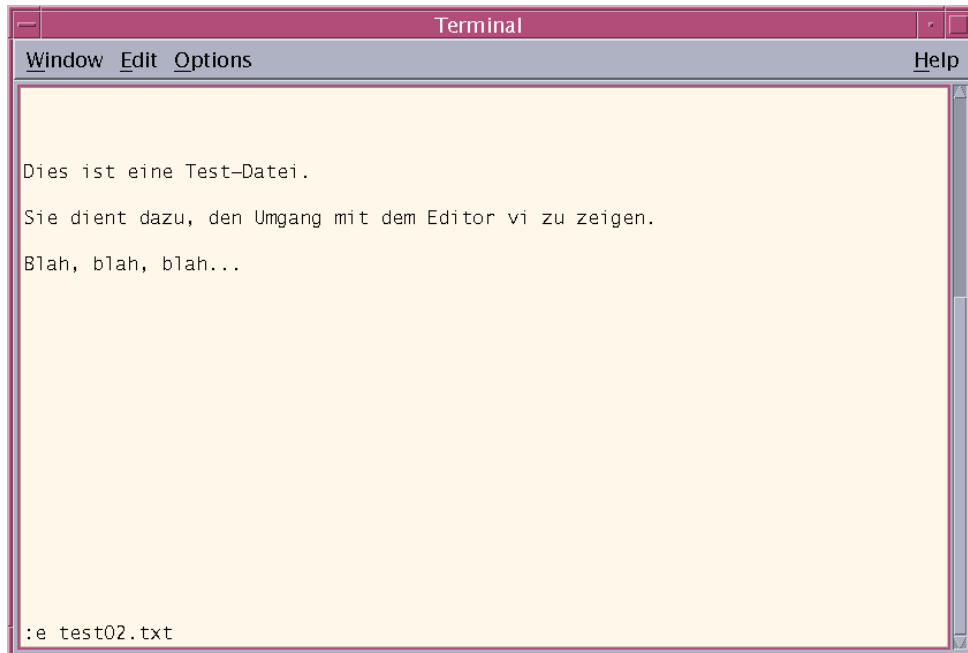 Terminal
Window Edit Options Help
Dies ist eine Test-Datei.
Sie dient dazu, den Umgang mit dem Editor vi zu zeigen.
Blah, blah, blah...
:e test02.txt